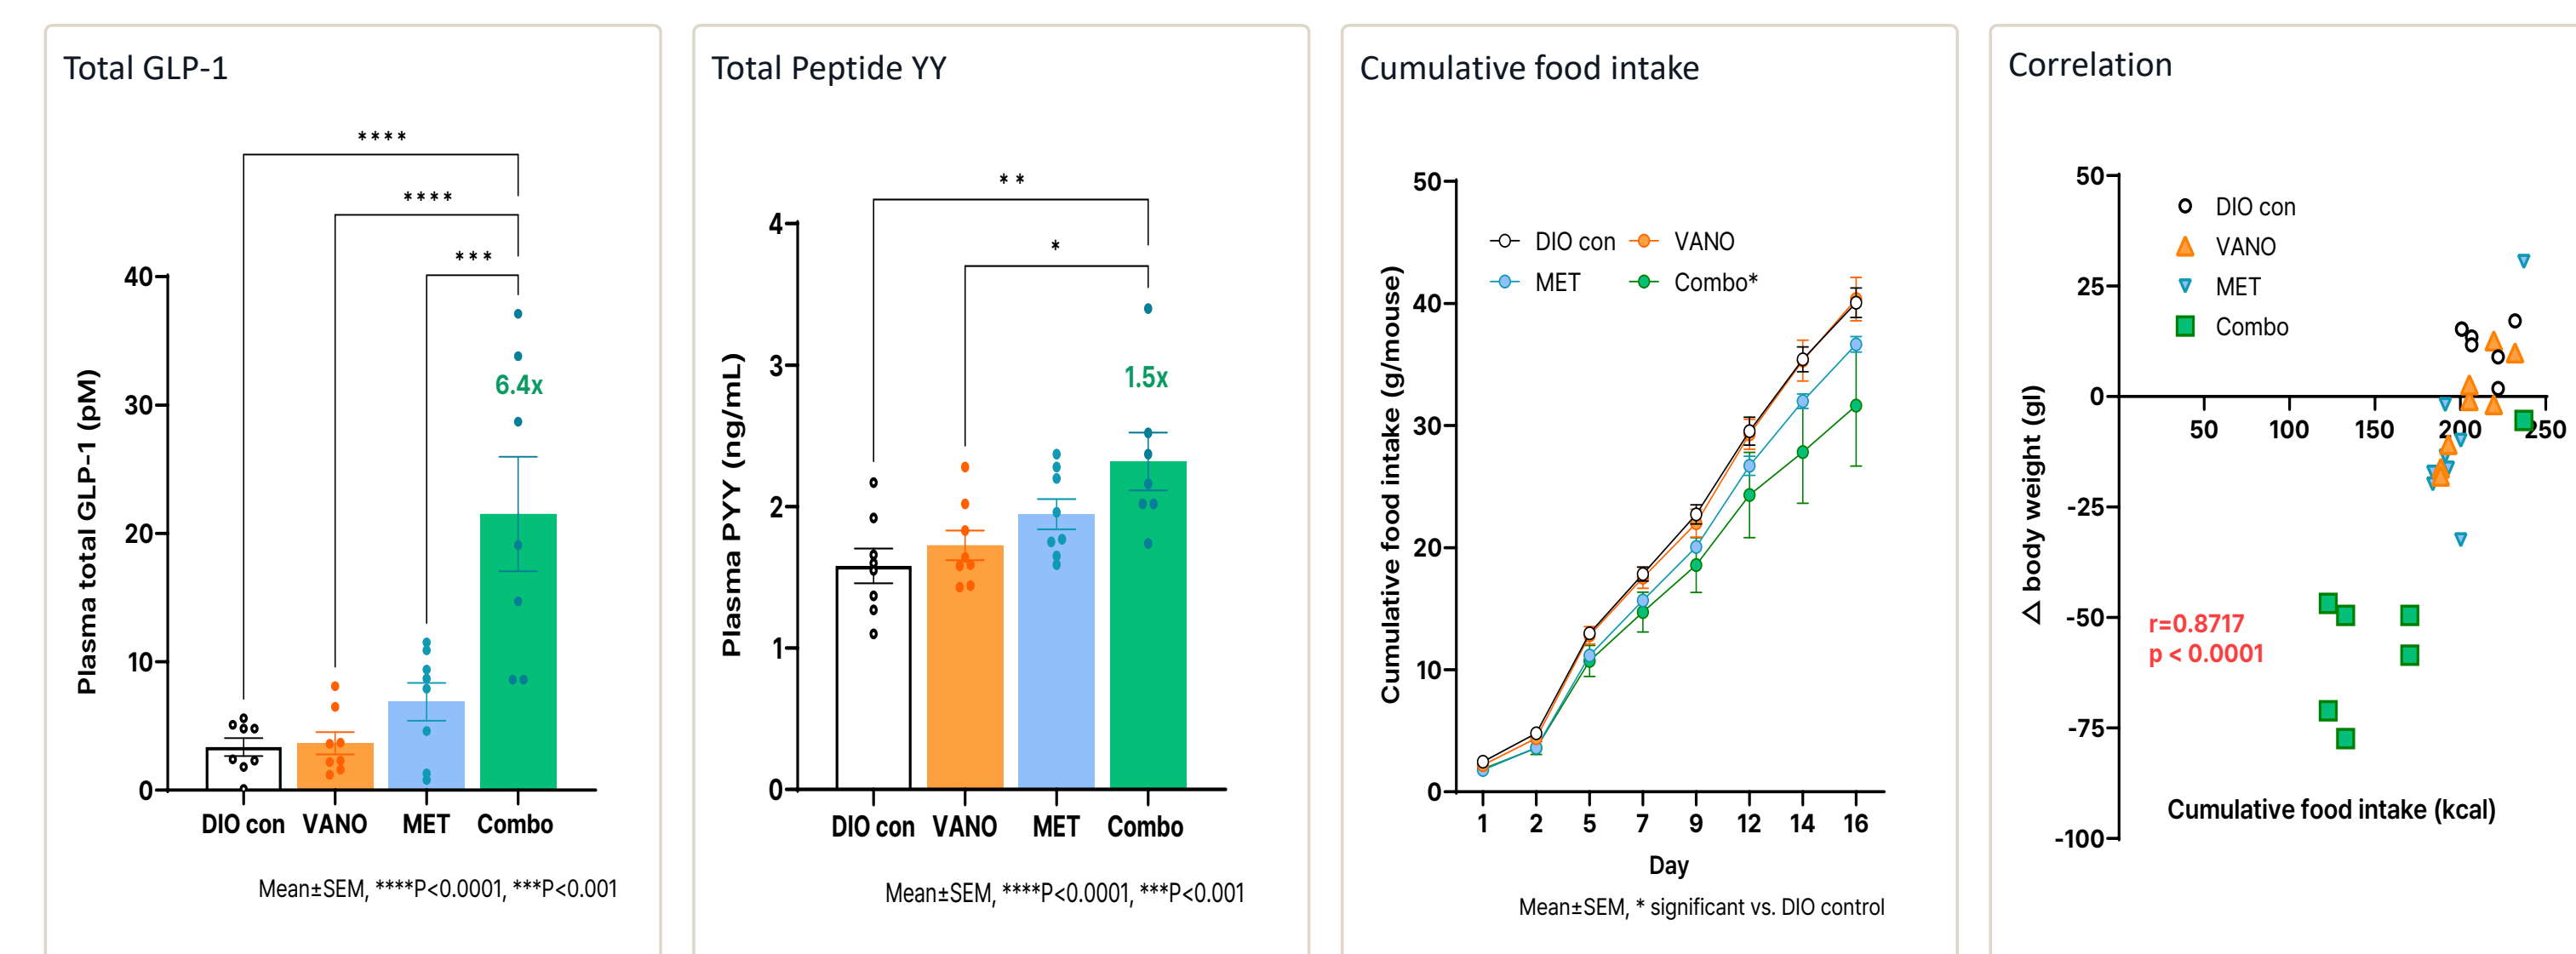 Total GLP-1
****
****
***
40
30
20
10
0
Plasma total GLP-1 (pM)
6.4x
DIO con VANO MET Combo
Mean±SEM, ****P<0.0001, ***P<0.001
Total Peptide YY
**
*
4
3
2
1
0
Plasma PYY (ng/mL)
1.5x
DIO con VANO MET Combo
Mean±SEM, ****P<0.0001, ***P<0.001
Cumulative food intake
50
40
30
20
10
0
Cumulative food intake (g/mouse)
DIO con VANO
MET Combo*
1 2 5 7 9 12 14 16
Day
Mean±SEM, * significant vs. DIO control
Correlation
50
25
0
-25
-50
-75
-100
Δ body weight (gl)
DIO con
VANO
MET
Combo
50 100 150 200 250
r=0.8717
p < 0.0001
Cumulative food intake (kcal)